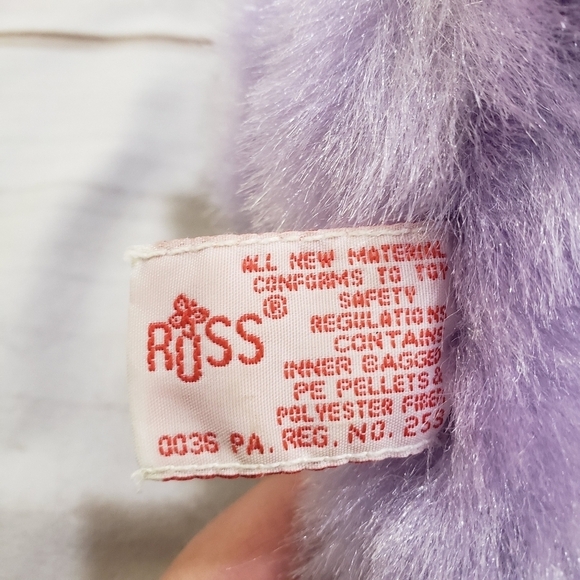 ROSS®
ALL NEW MATERIAL
CONFORMS TO TOY
SAFETY
REGULATIONS
CONTAINS
INNER BAGGED
PE PELLETS &
POLYESTER FIBER
0036 PA. REG. NO. 255